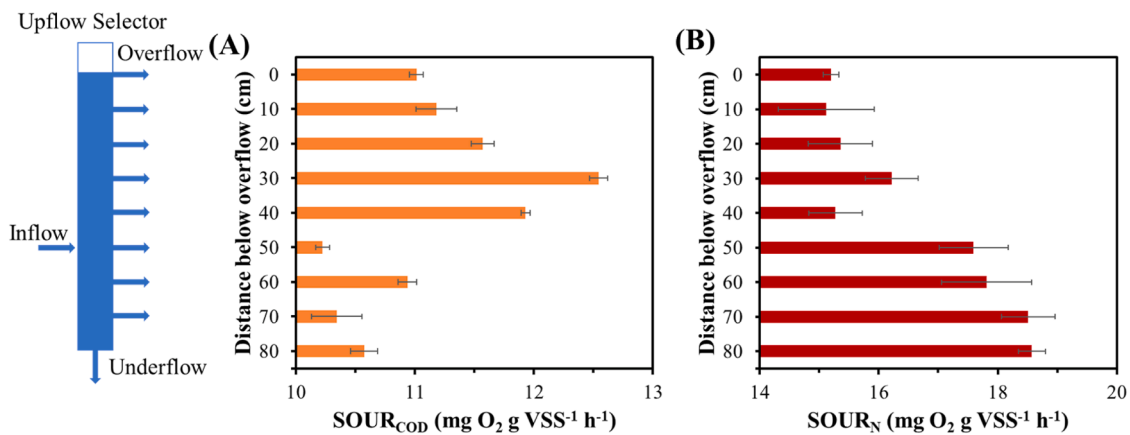 Upflow Selector
Overflow
Inflow
Underflow
(A)
Distance below overflow (cm)
0
10
20
30
40
50
60
70
80
10 11 12 13
SOUR_COD (mg O₂ g VSS⁻¹ h⁻¹)
(B)
Distance below overflow (cm)
0
10
20
30
40
50
60
70
80
14 16 18 20
SOUR_N (mg O₂ g VSS⁻¹ h⁻¹)